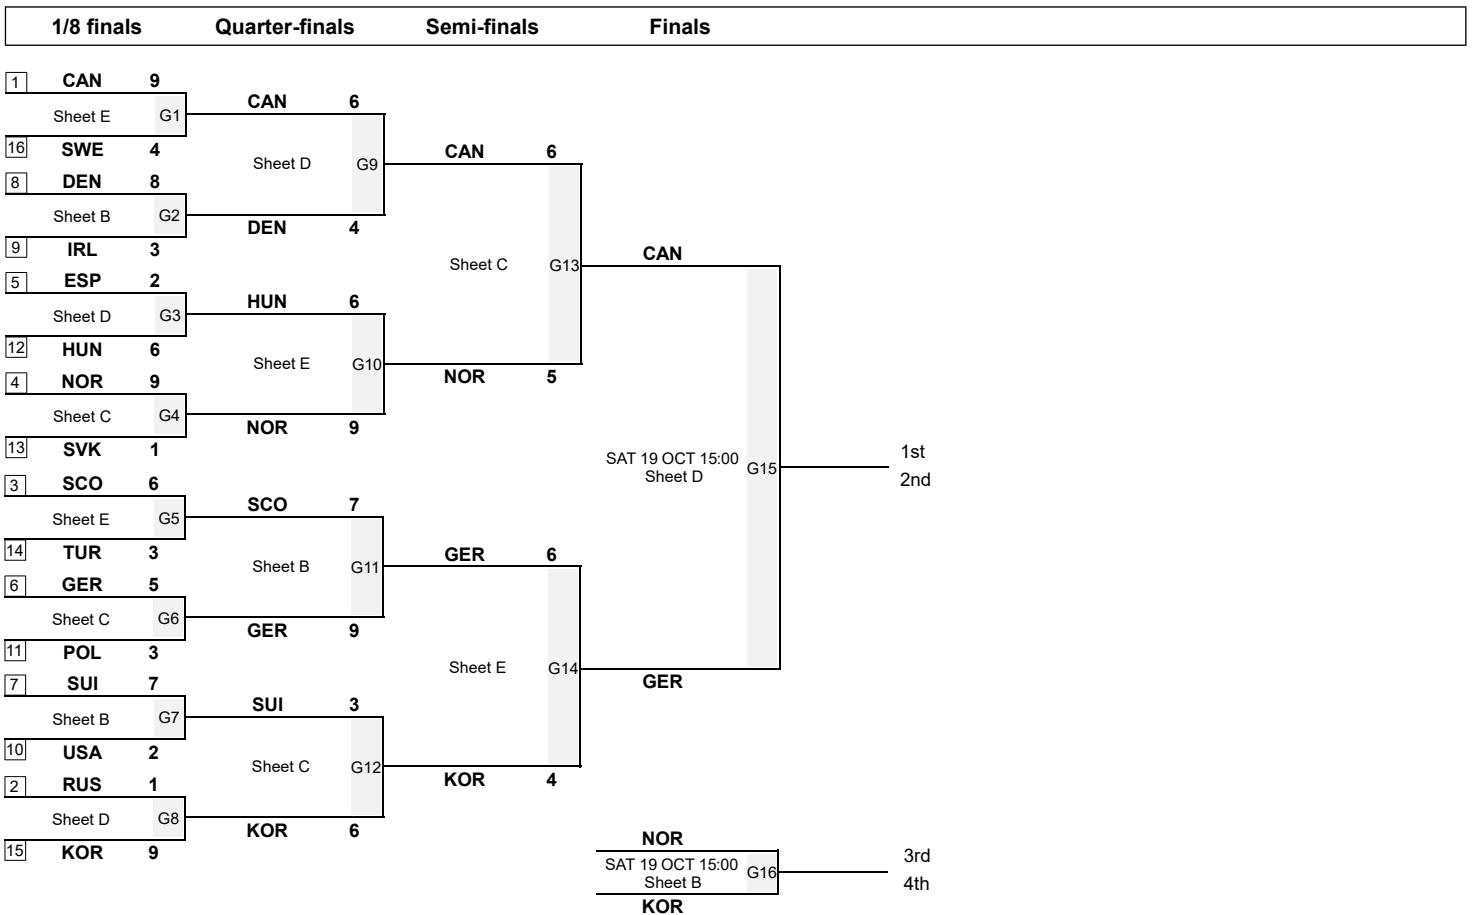 1/8 finals Quarter-finals Semi-finals Finals
1 CAN 9
Sheet E G1
16 SWE 4
8 DEN 8
Sheet B G2
9 IRL 3
5 ESP 2
Sheet D G3
12 HUN 6
4 NOR 9
Sheet C G4
13 SVK 1
3 SCO 6
Sheet E G5
14 TUR 3
6 GER 5
Sheet C G6
11 POL 3
7 SUI 7
Sheet B G7
10 USA 2
2 RUS 1
Sheet D G8
15 KOR 9
CAN 6
Sheet D G9
DEN 4
HUN 6
Sheet E G10
NOR 9
SCO 7
Sheet B G11
GER 9
SUI 3
Sheet C G12
KOR 6
CAN 6
Sheet C G13
NOR 5
GER 6
Sheet E G14
KOR 4
CAN
SAT 19 OCT 15:00
Sheet D G15
GER
1st
2nd
NOR
SAT 19 OCT 15:00
Sheet B G16
KOR
3rd
4th